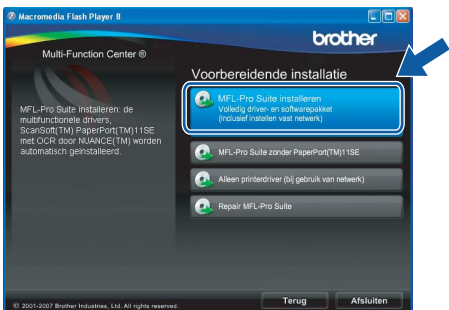 Macromedia Flash Player 8
brother
Multi-Function Center ®
Voorbereidende installatie
MFL-Pro Suite installeren: de
multifunctionele drivers,
ScanSoft(TM) PaperPort(TM)11SE
met OCR door NUANCE(TM) worden
automatisch geïnstalleerd.
MFL-Pro Suite installeren
Volledig driver- en softwarepakket
(inclusief instellen vast netwerk)
MFL-Pro Suite zonder PaperPort(TM)11SE
Alleen printerdriver (bij gebruik van netwerk)
Repair MFL-Pro Suite
© 2001-2007 Brother Industries, Ltd. All rights reserved.
Terug
Afsluiten